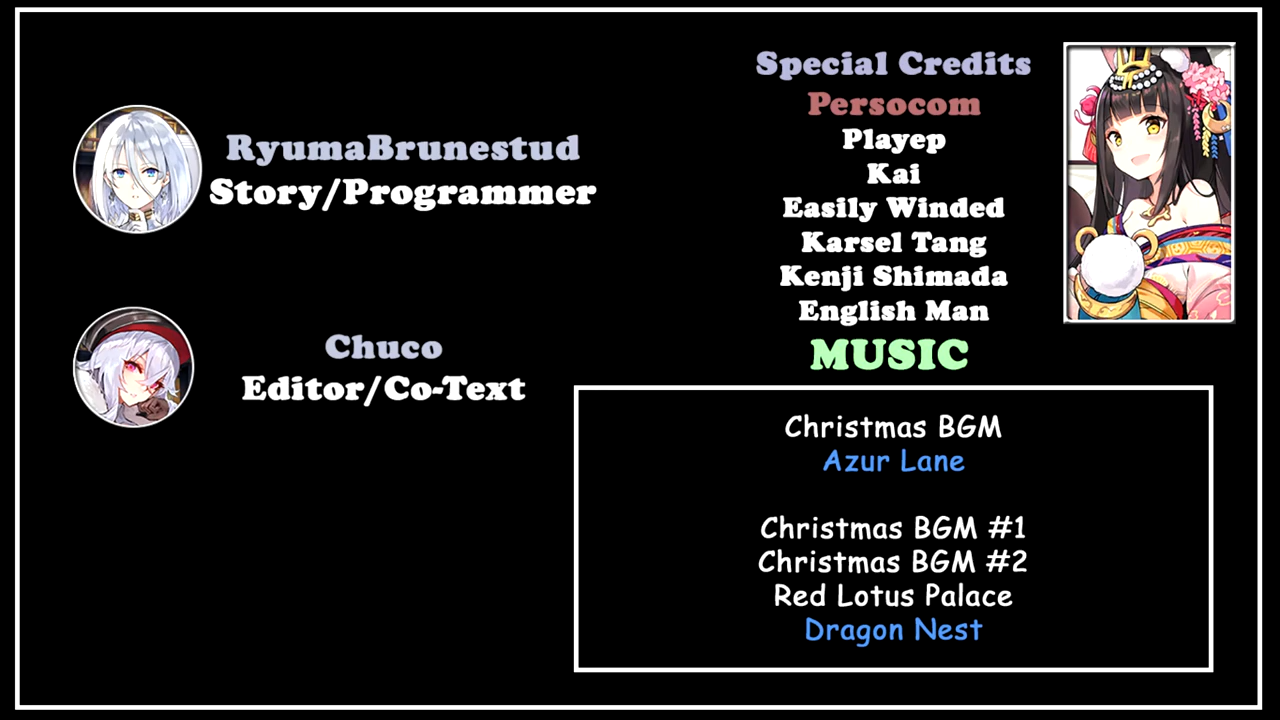 RyumaBrunestud
Story/Programmer
Chuco
Editor/Co-Text
Special Credits
Persocom
Playep
Kai
Easily Winded
Karsel Tang
Kenji Shimada
English Man
MUSIC
Christmas BGM
Azur Lane
Christmas BGM #1
Christmas BGM #2
Red Lotus Palace
Dragon Nest